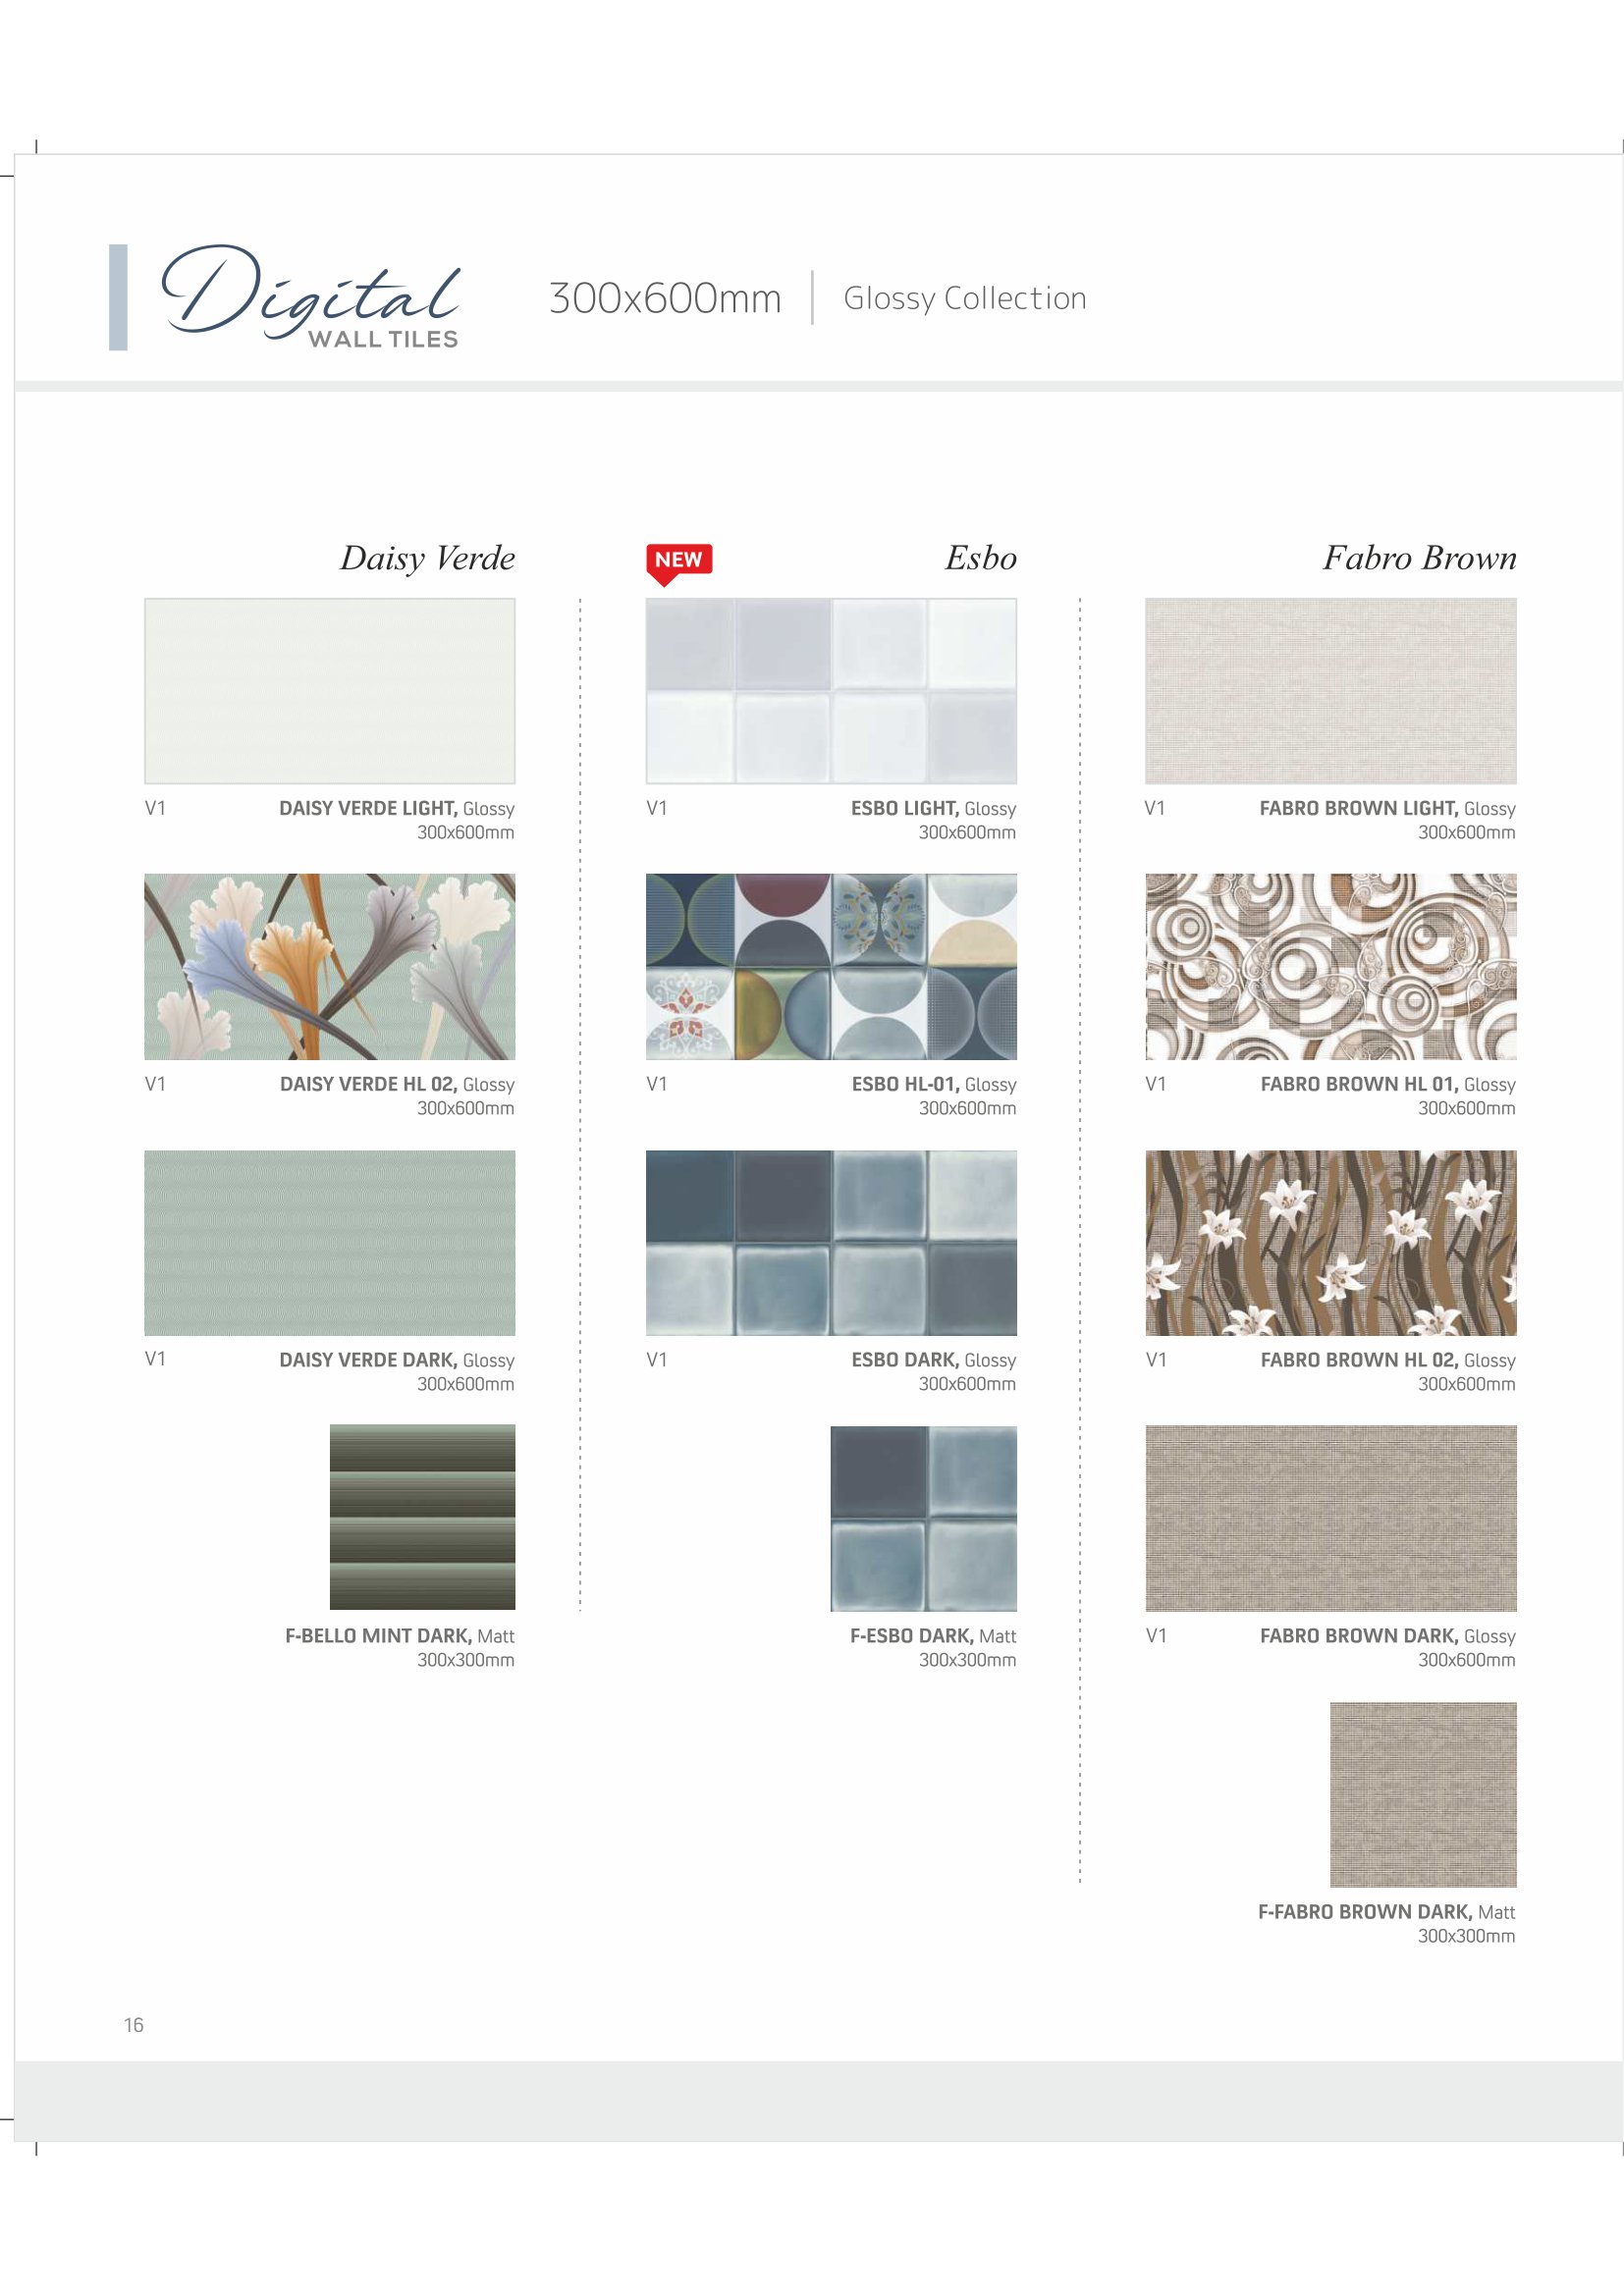 Digital
WALL TILES
300x600mm
Glossy Collection
Daisy Verde
V1 DAISY VERDE LIGHT, Glossy
300x600mm
V1 DAISY VERDE HL 02, Glossy
300x600mm
V1 DAISY VERDE DARK, Glossy
300x600mm
F-BELLO MINT DARK, Matt
300x300mm
NEW
Esbo
V1 ESBO LIGHT, Glossy
300x600mm
V1 ESBO HL-01, Glossy
300x600mm
V1 ESBO DARK, Glossy
300x600mm
F-ESBO DARK, Matt
300x300mm
Fabro Brown
V1 FABRO BROWN LIGHT, Glossy
300x600mm
V1 FABRO BROWN HL 01, Glossy
300x600mm
V1 FABRO BROWN HL 02, Glossy
300x600mm
V1 FABRO BROWN DARK, Glossy
300x600mm
F-FABRO BROWN DARK, Matt
300x300mm
16